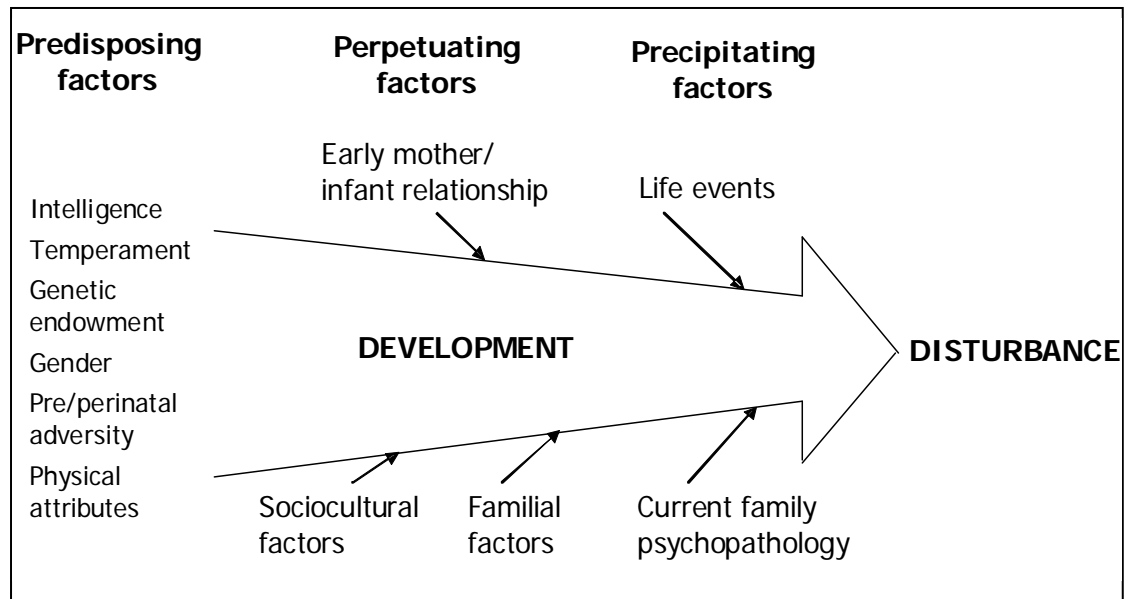 Predisposing
factors
Perpetuating
factors
Precipitating
factors
Early mother/
infant relationship
Life events
Intelligence
Temperament
Genetic
endowment
Gender
Pre/perinatal
adversity
Physical
attributes
DEVELOPMENT
DISTURBANCE
Sociocultural
factors
Familial
factors
Current family
psychopathology